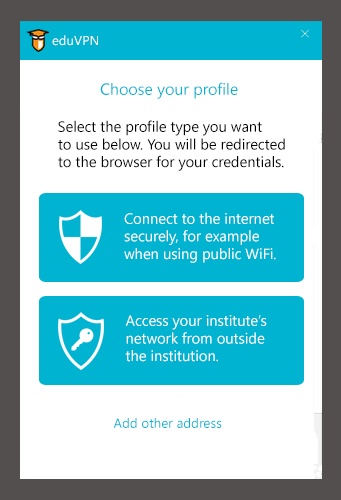 eduVPN
Choose your profile
Select the profile type you want
to use below. You will be redirected
to the browser for your credentials.
Connect to the internet
securely, for example
when using public WiFi.
Access your institute's
network from outside
the institution.
Add other address